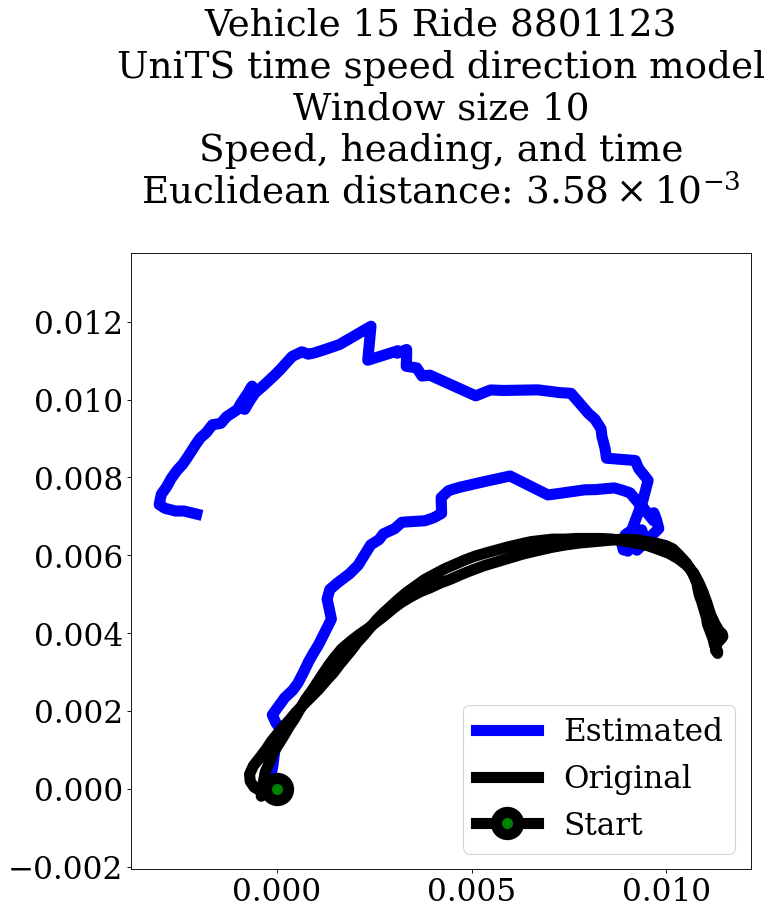 Vehicle 15 Ride 8801123
UniTS time speed direction model
Window size 10
Speed, heading, and time
Euclidean distance: $3.58 × 10^{-3}$
0.012
0.010
0.008
0.006
0.004
0.002
0.000
−0.002
0.000 0.005 0.010
Estimated
Original
Start